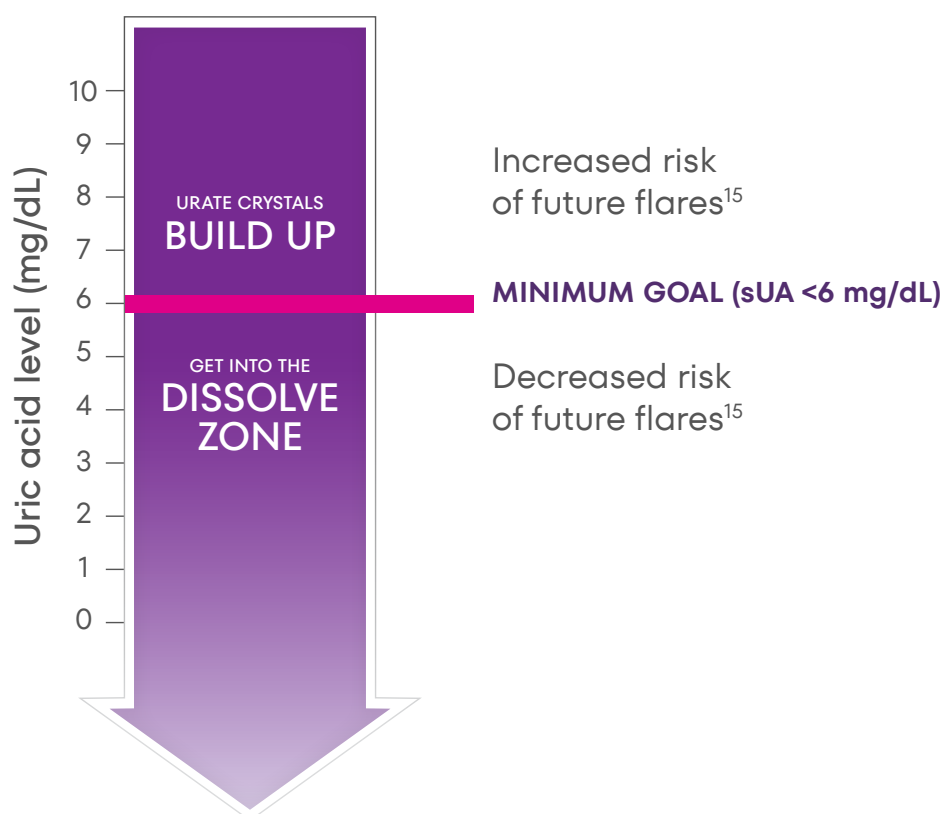 Uric acid level (mg/dL)
10
9
8
7
6
5
4
3
2
1
0
URATE CRYSTALS
BUILD UP
GET INTO THE
DISSOLVE
ZONE
Increased risk
of future flares¹⁵
MINIMUM GOAL (sUA <6 mg/dL)
Decreased risk
of future flares¹⁵